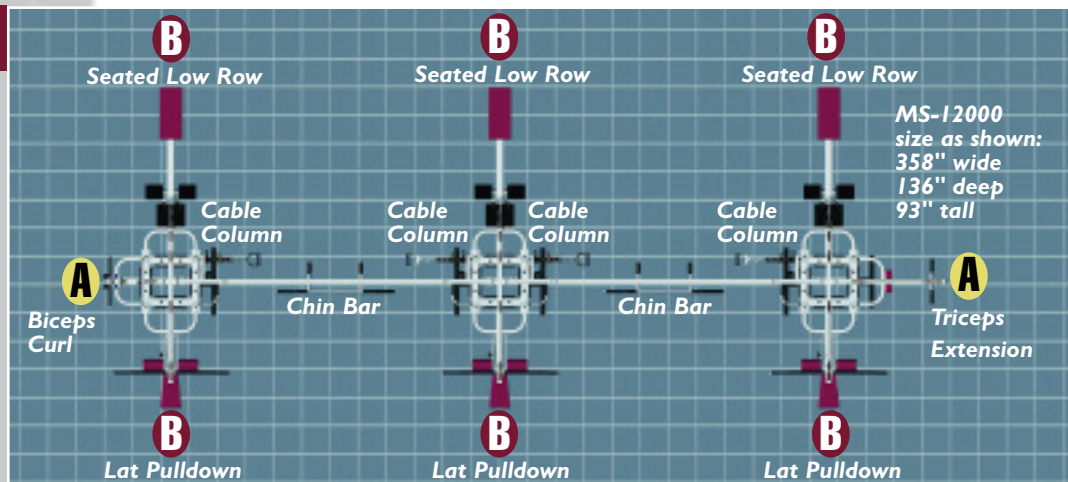 B
B
B
Seated Low Row
Seated Low Row
Seated Low Row
MS-12000
size as shown:
358" wide
136" deep
93" tall
Cable
Column
Cable
Column
Cable
Column
Cable
Column
A
Biceps
Curl
Chin Bar
Chin Bar
A
Triceps
Extension
B
B
B
Lat Pulldown
Lat Pulldown
Lat Pulldown